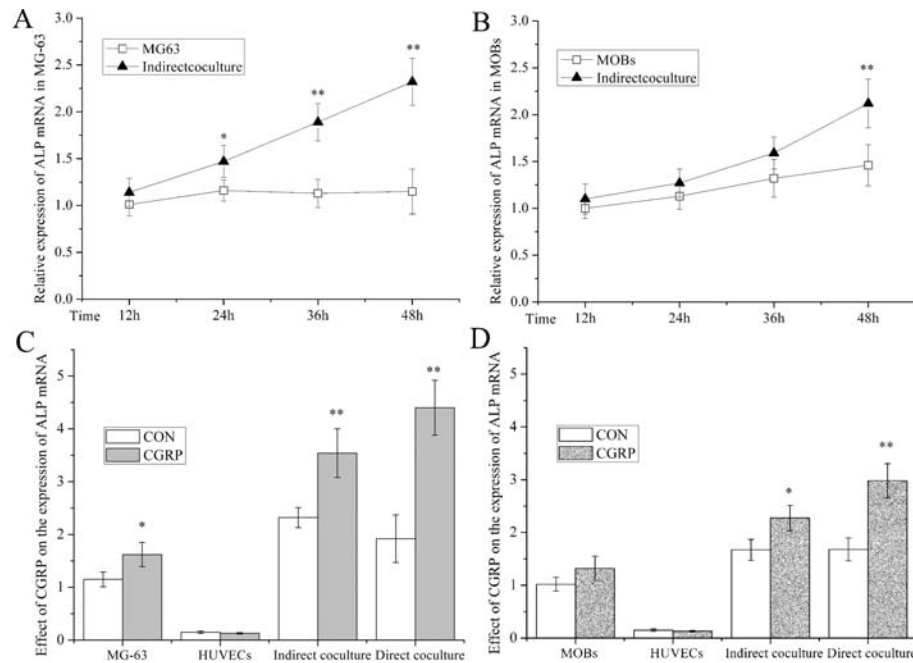 A
Relative expression of ALP mRNA in MG-63
3.0
2.5
2.0
1.5
1.0
0.5
0.0
MG63
Indirectcoculture
*
**
**
Time
12h
24h
36h
48h
B
Relative expression of ALP mRNA in MOBs
3.0
2.5
2.0
1.5
1.0
0.5
0.0
MOBs
Indirectcoculture
**
Time
12h
24h
36h
48h
C
Effect of CGRP on the expression of ALP mRNA
5
4
3
2
1
0
CON
CGRP
*
**
**
MG-63
HUVECs
Indirect coculture
Direct coculture
D
Effect of CGRP on the expression of ALP mRNA
5
4
3
2
1
0
CON
CGRP
*
**
MOBs
HUVECs
Indirect coculture
Direct coculture